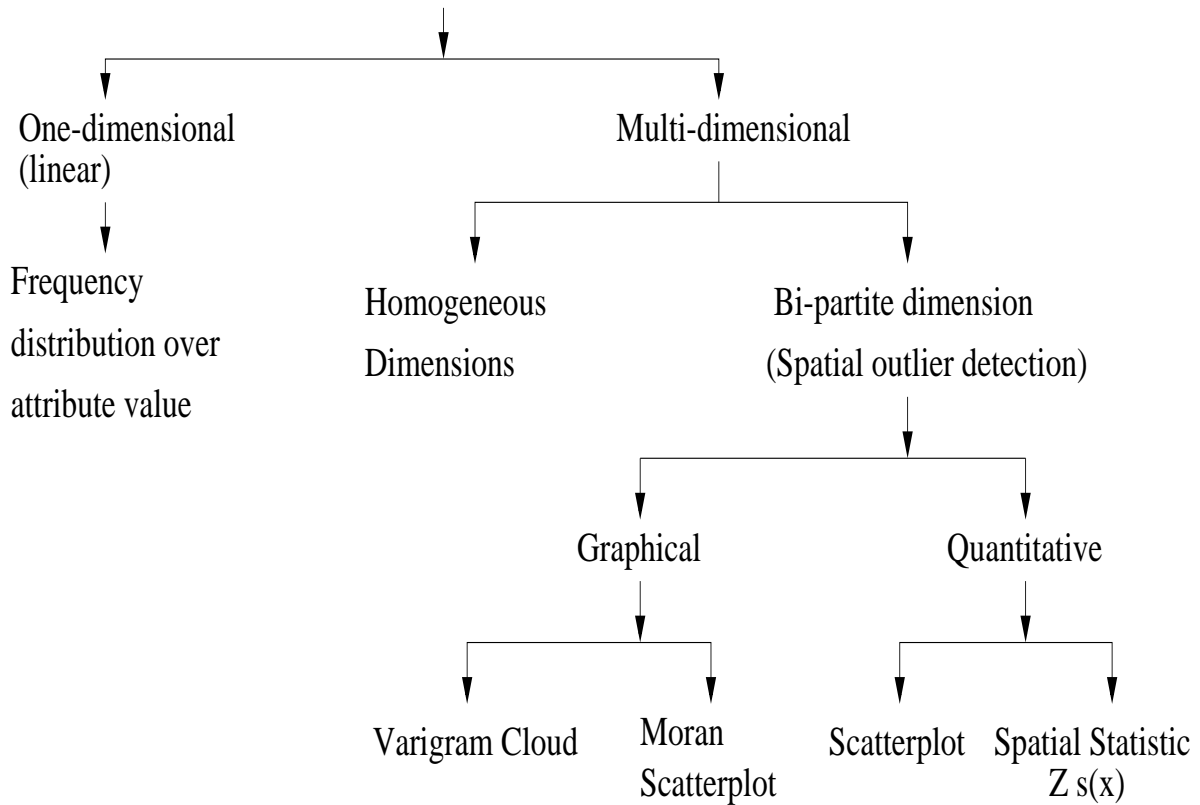 One-dimensional
(linear)
Multi-dimensional
Frequency
distribution over
attribute value
Homogeneous
Dimensions
Bi-partite dimension
(Spatial outlier detection)
Graphical
Quantitative
Varigram Cloud
Moran
Scatterplot
Scatterplot
Spatial Statistic
Z s(x)